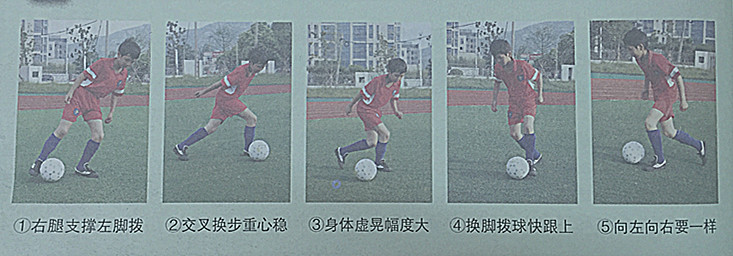 ①右腿支撑左脚拨
②交叉换步重心稳
③身体虚晃幅度大
④换脚拨球快跟上
⑤向左向右要一样